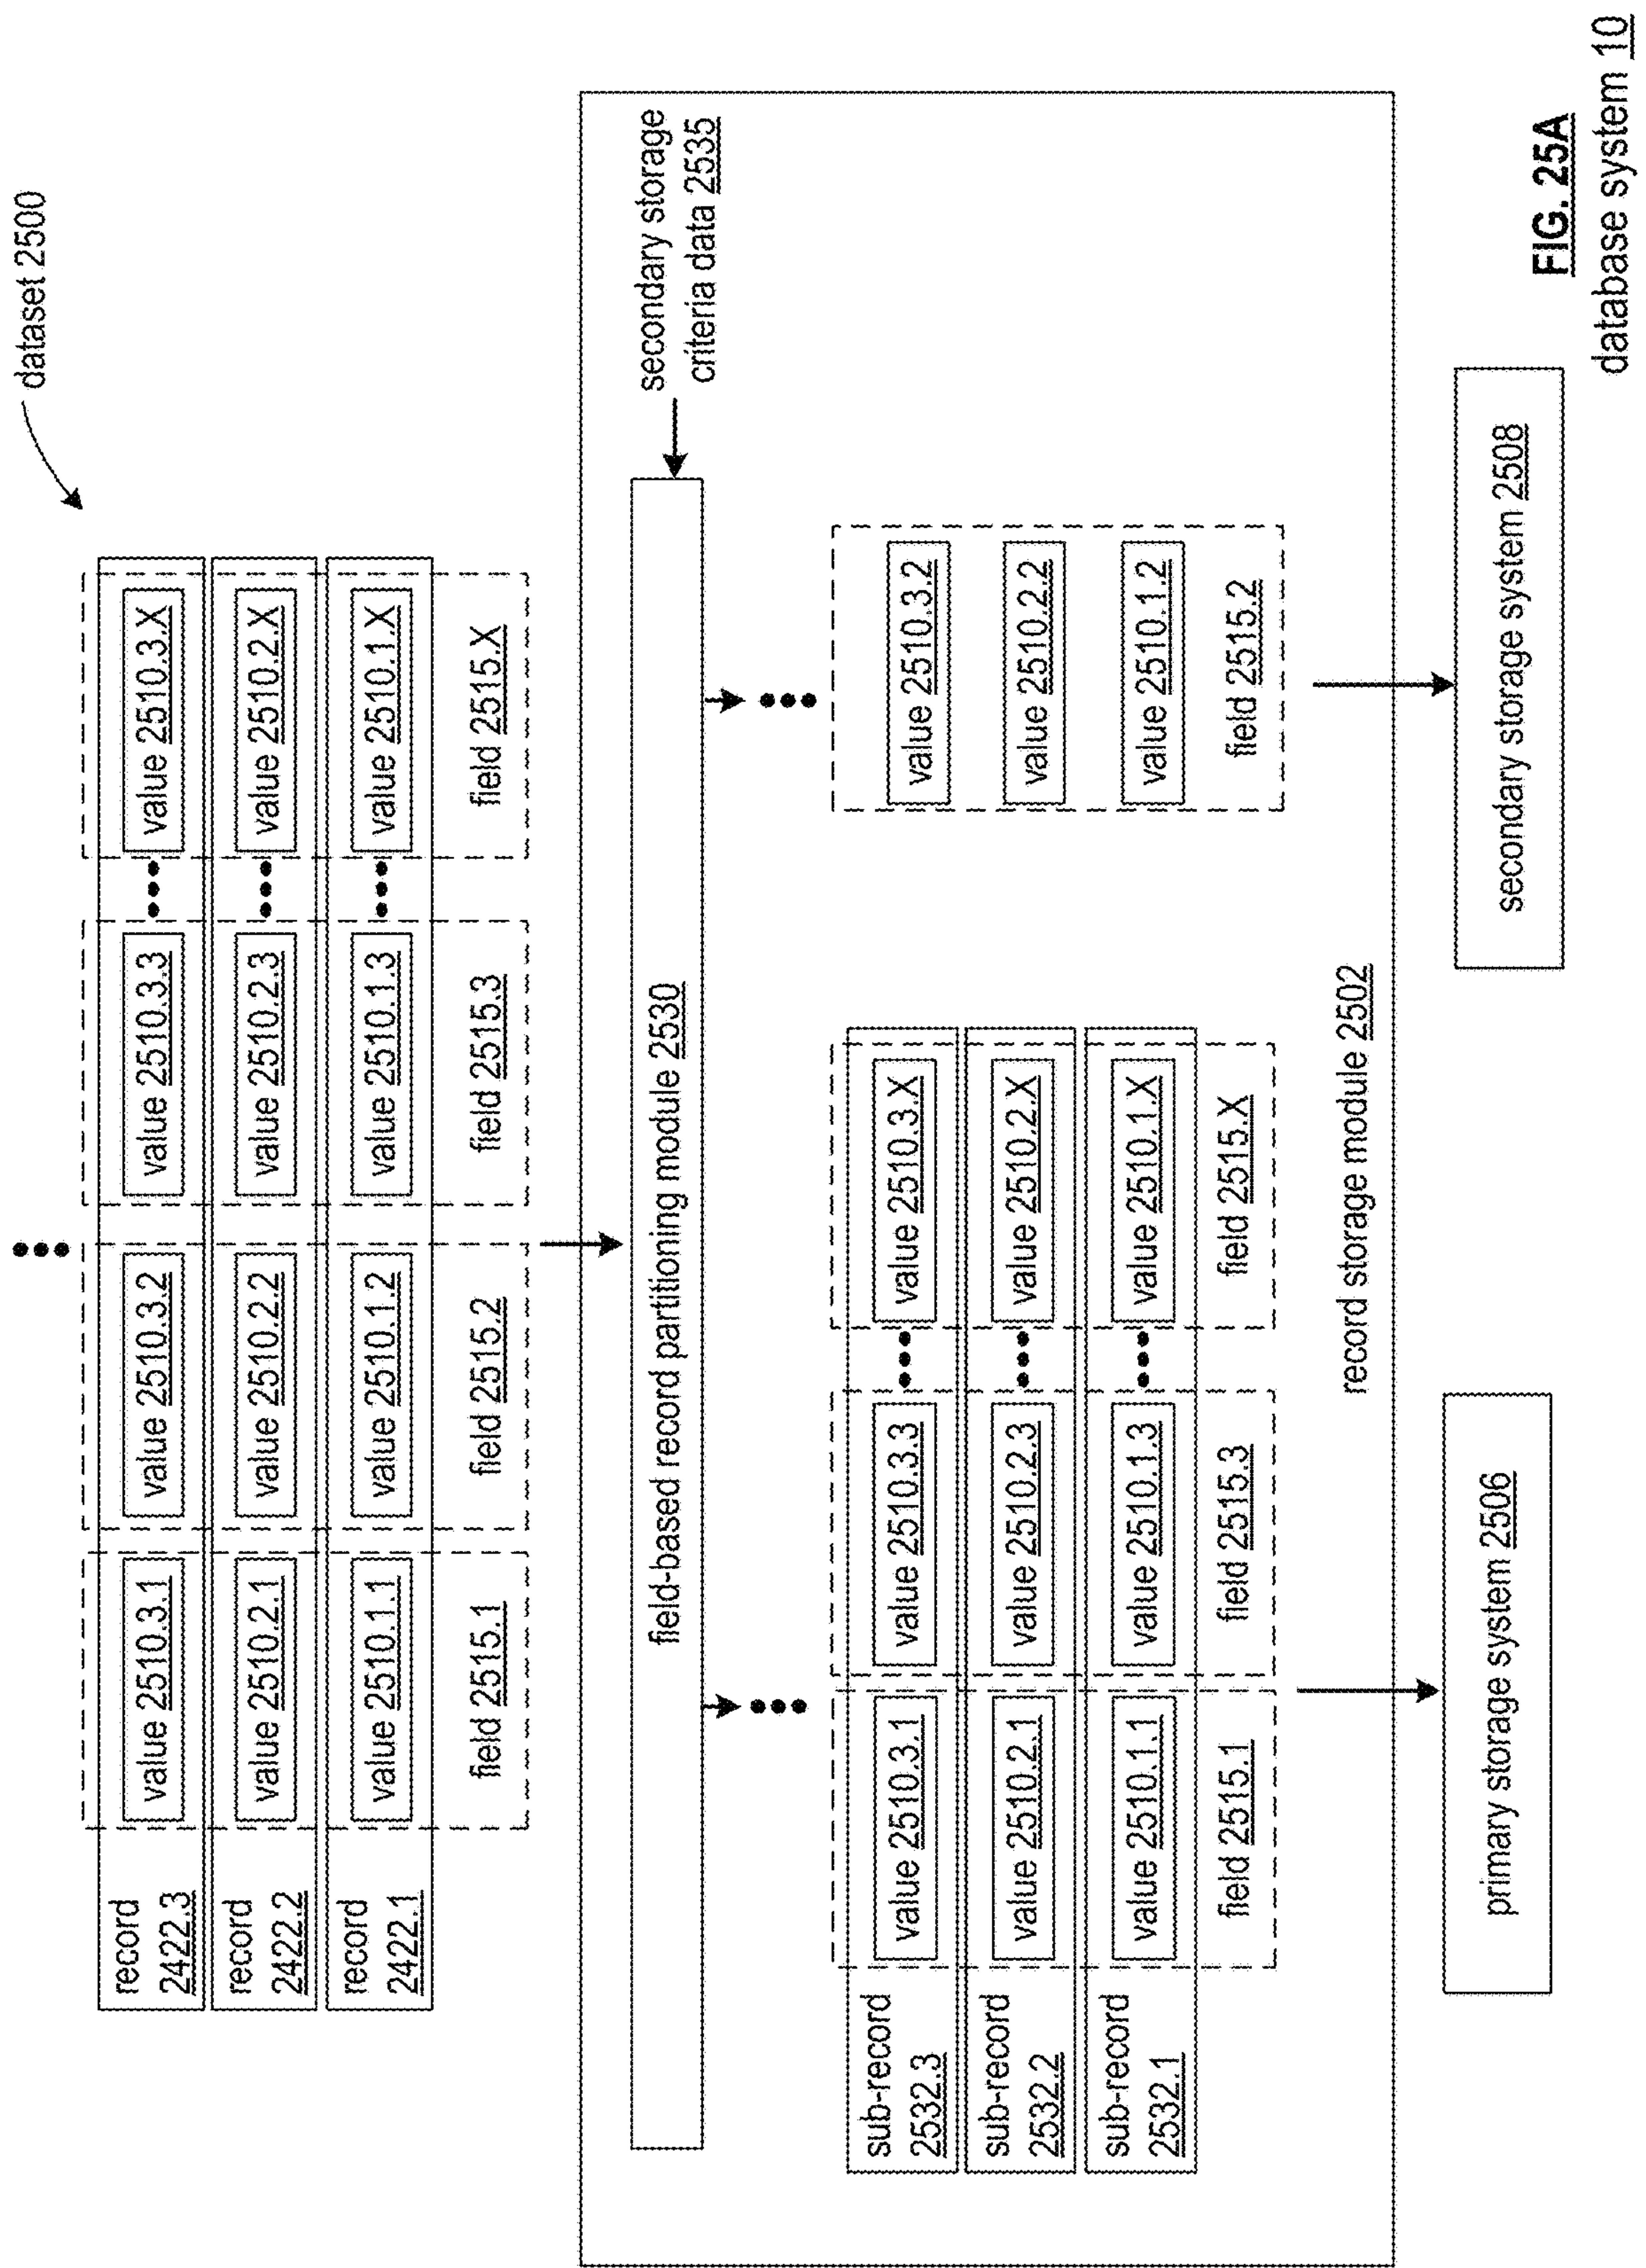 dataset 2500
record
2422.3
value 2510.3.1
value 2510.3.2
value 2510.3.3
value 2510.3.X
record
2422.2
value 2510.2.1
value 2510.2.2
value 2510.2.3
value 2510.2.X
record
2422.1
value 2510.1.1
value 2510.1.2
value 2510.1.3
value 2510.1.X
field 2515.1
field 2515.2
field 2515.3
field 2515.X
field-based record partitioning module 2530
secondary storage
criteria data 2535
sub-record
2532.3
value 2510.3.1
value 2510.3.3
value 2510.3.X
sub-record
2532.2
value 2510.2.1
value 2510.2.3
value 2510.2.X
sub-record
2532.1
value 2510.1.1
value 2510.1.3
value 2510.1.X
field 2515.1
field 2515.3
field 2515.X
value 2510.3.2
value 2510.2.2
value 2510.1.2
field 2515.2
record storage module 2502
primary storage system 2506
secondary storage system 2508
FIG. 25A
database system 10